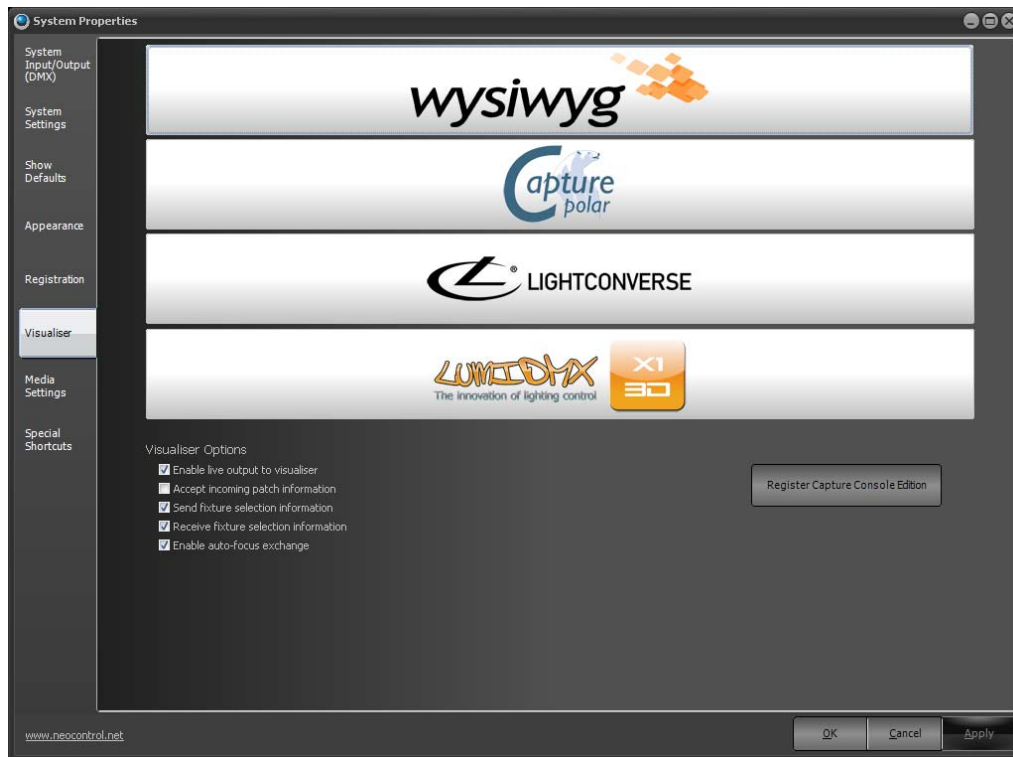 System Properties
System
Input/Output
(DMX)
System
Settings
Show
Defaults
Appearance
Registration
Visualiser
Media
Settings
Special
Shortcuts
wysiwyg
Capture
polar
® LIGHTCONVERSE
LUMIDMX
The innovation of lighting control
X1
3D
Visualiser Options
Enable live output to visualiser
Accept incoming patch information
Send fixture selection information
Receive fixture selection information
Enable auto-focus exchange
Register Capture Console Edition
www.neocontrol.net
OK
Cancel
Apply